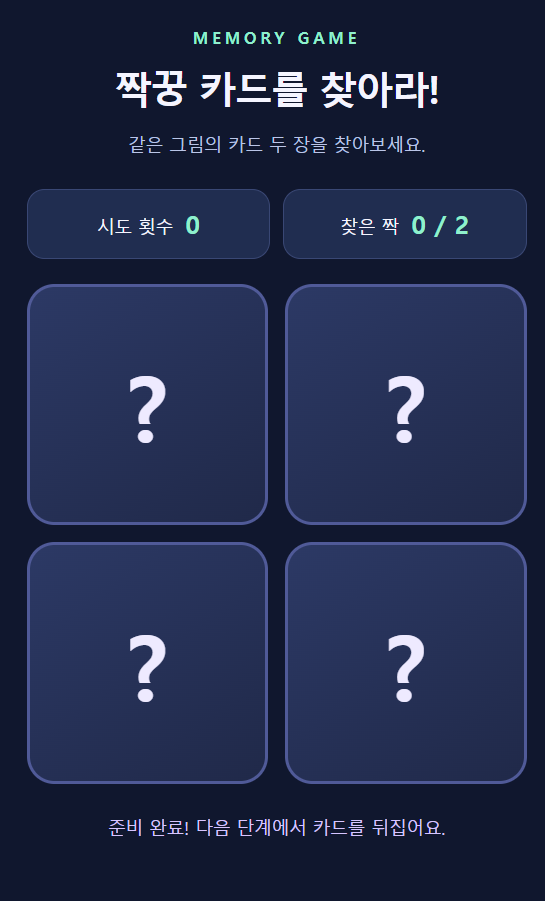 MEMORY GAME
짝꿍 카드를 찾아라!
같은 그림의 카드 두 장을 찾아보세요.
시도 횟수 0
찾은 짝 0 / 2
? ?
? ?
준비 완료! 다음 단계에서 카드를 뒤집어요.